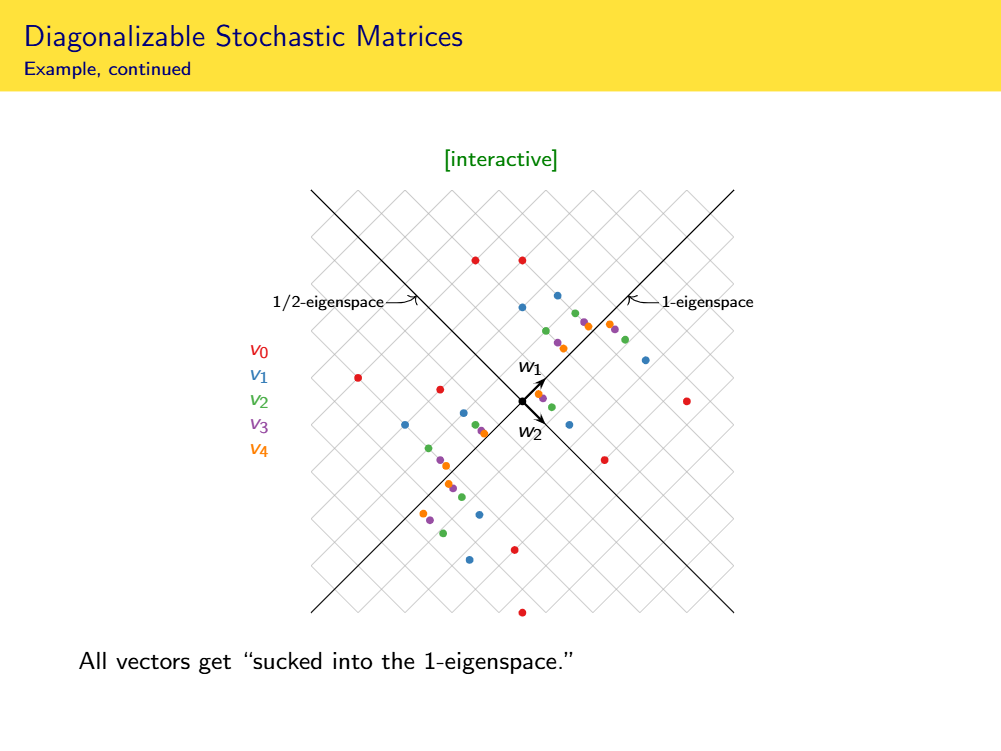 Diagonalizable Stochastic Matrices
Example, continued
[interactive]
1/2-eigenspace
1-eigenspace
v₀
v₁
v₂
v₃
v₄
w₁
w₂
All vectors get “sucked into the 1-eigenspace.”